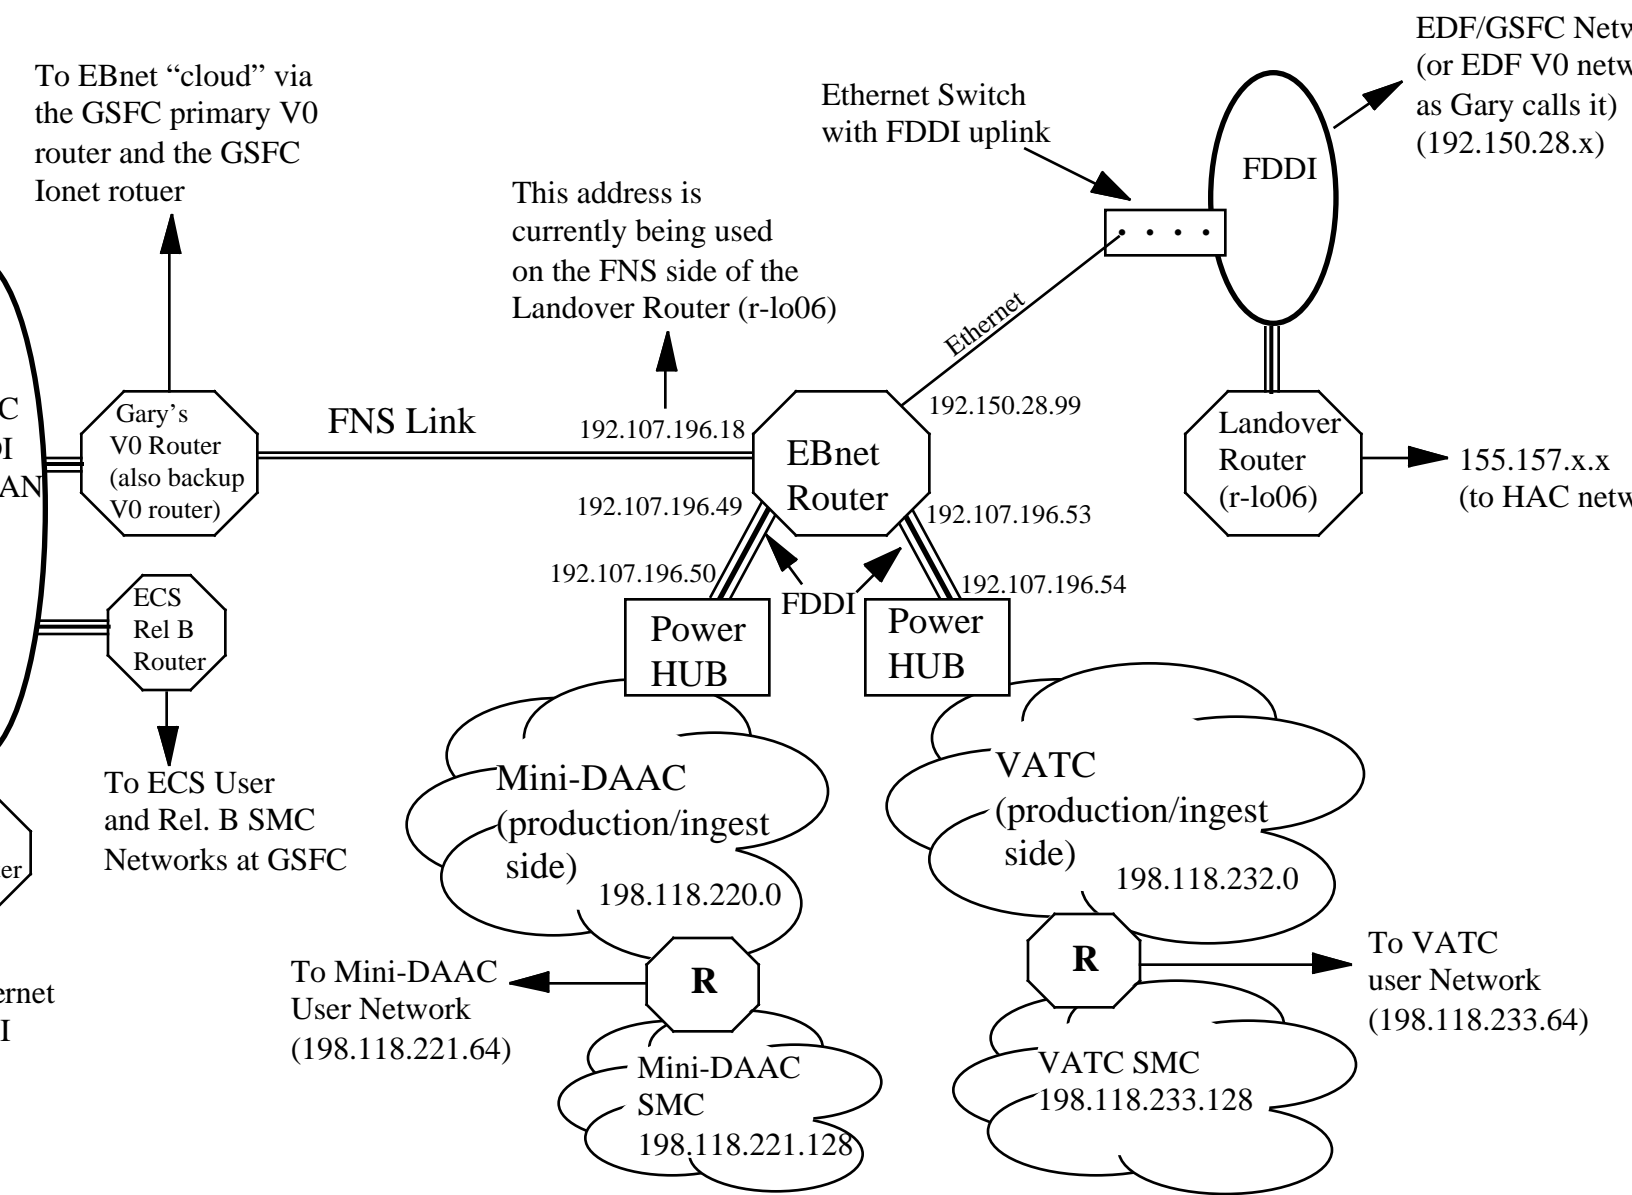 To EBnet “cloud” via
the GSFC primary V0
router and the GSFC
Ionet rotuer
This address is
currently being used
on the FNS side of the
Landover Router (r-lo06)
Ethernet Switch
with FDDI uplink
EDF/GSFC
(or EDF V0
as Gary calls it)
(192.150.28.x)
FDDI
Ethernet
Gary’s
V0 Router
(also backup
V0 router)
FNS Link
192.107.196.18
192.150.28.99
EBnet
Router
192.107.196.49
192.107.196.53
192.107.196.50
192.107.196.54
FDDI
Landover
Router
(r-lo06)
155.157.x.x
(to HAC
ECS
Rel B
Router
To ECS User
and Rel. B SMC
Networks at GSFC
Power
HUB
Power
HUB
Mini-DAAC
(production/ingest
side)
198.118.220.0
VATC
(production/ingest
side)
198.118.232.0
R
To Mini-DAAC
User Network
(198.118.221.64)
R
To VATC
user Network
(198.118.233.64)
Mini-DAAC
SMC
198.118.221.128
VATC SMC
198.118.233.128